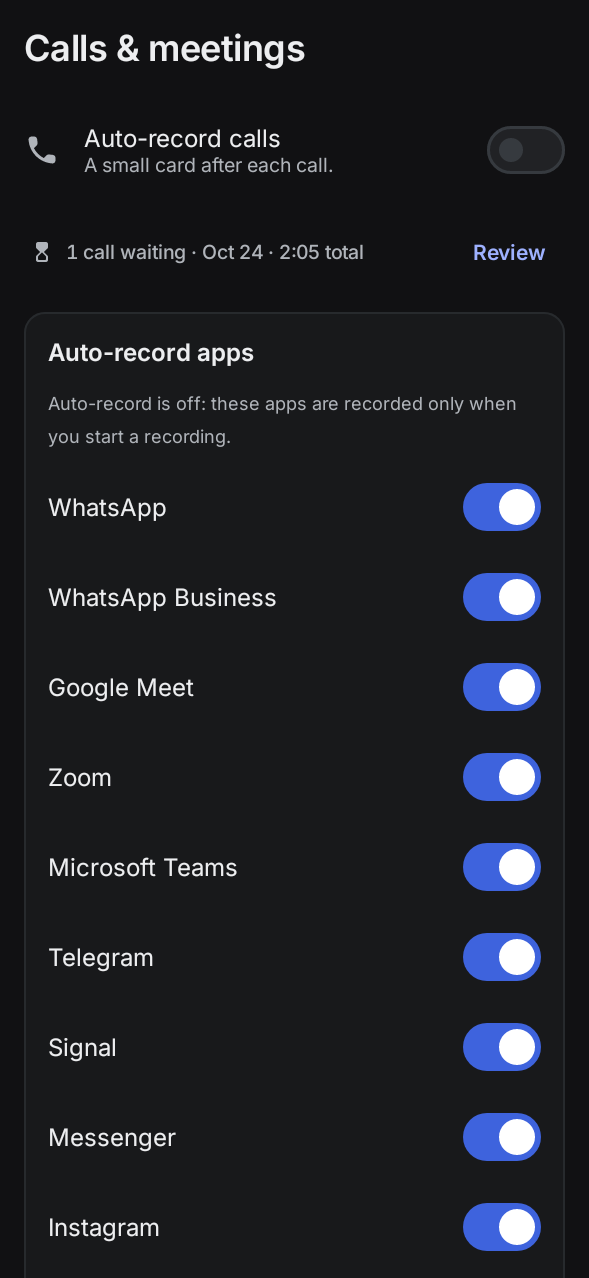 Calls & meetings
Auto-record calls
A small card after each call.
1 call waiting · Oct 24 · 2:05 total
Review
Auto-record apps
Auto-record is off: these apps are recorded only when
you start a recording.
WhatsApp
WhatsApp Business
Google Meet
Zoom
Microsoft Teams
Telegram
Signal
Messenger
Instagram